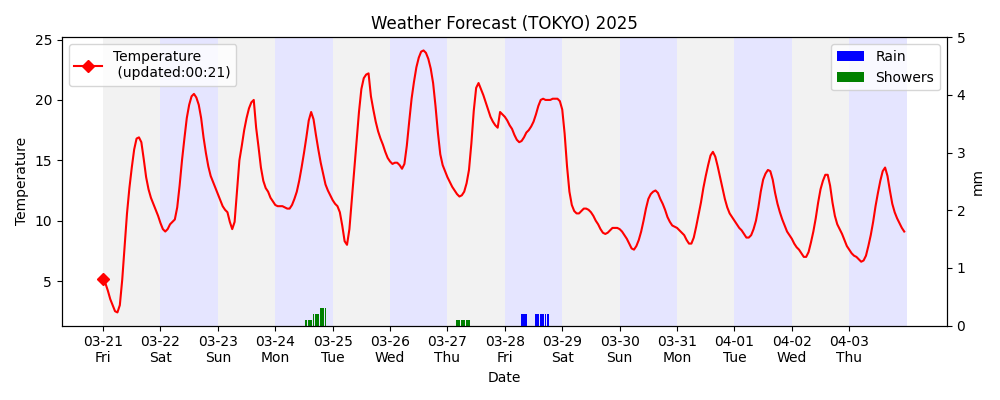 Weather Forecast (TOKYO) 2025
Temperature
(updated:00:21)
Rain
Showers
25
20
15
10
5
Temperature
5
4
3
2
1
0
mm
03-21 03-22 03-23 03-24 03-25 03-26 03-27 03-28 03-29 03-30 03-31 04-01 04-02 04-03
Fri Sat Sun Mon Tue Wed Thu Fri Sat Sun Mon Tue Wed Thu
Date